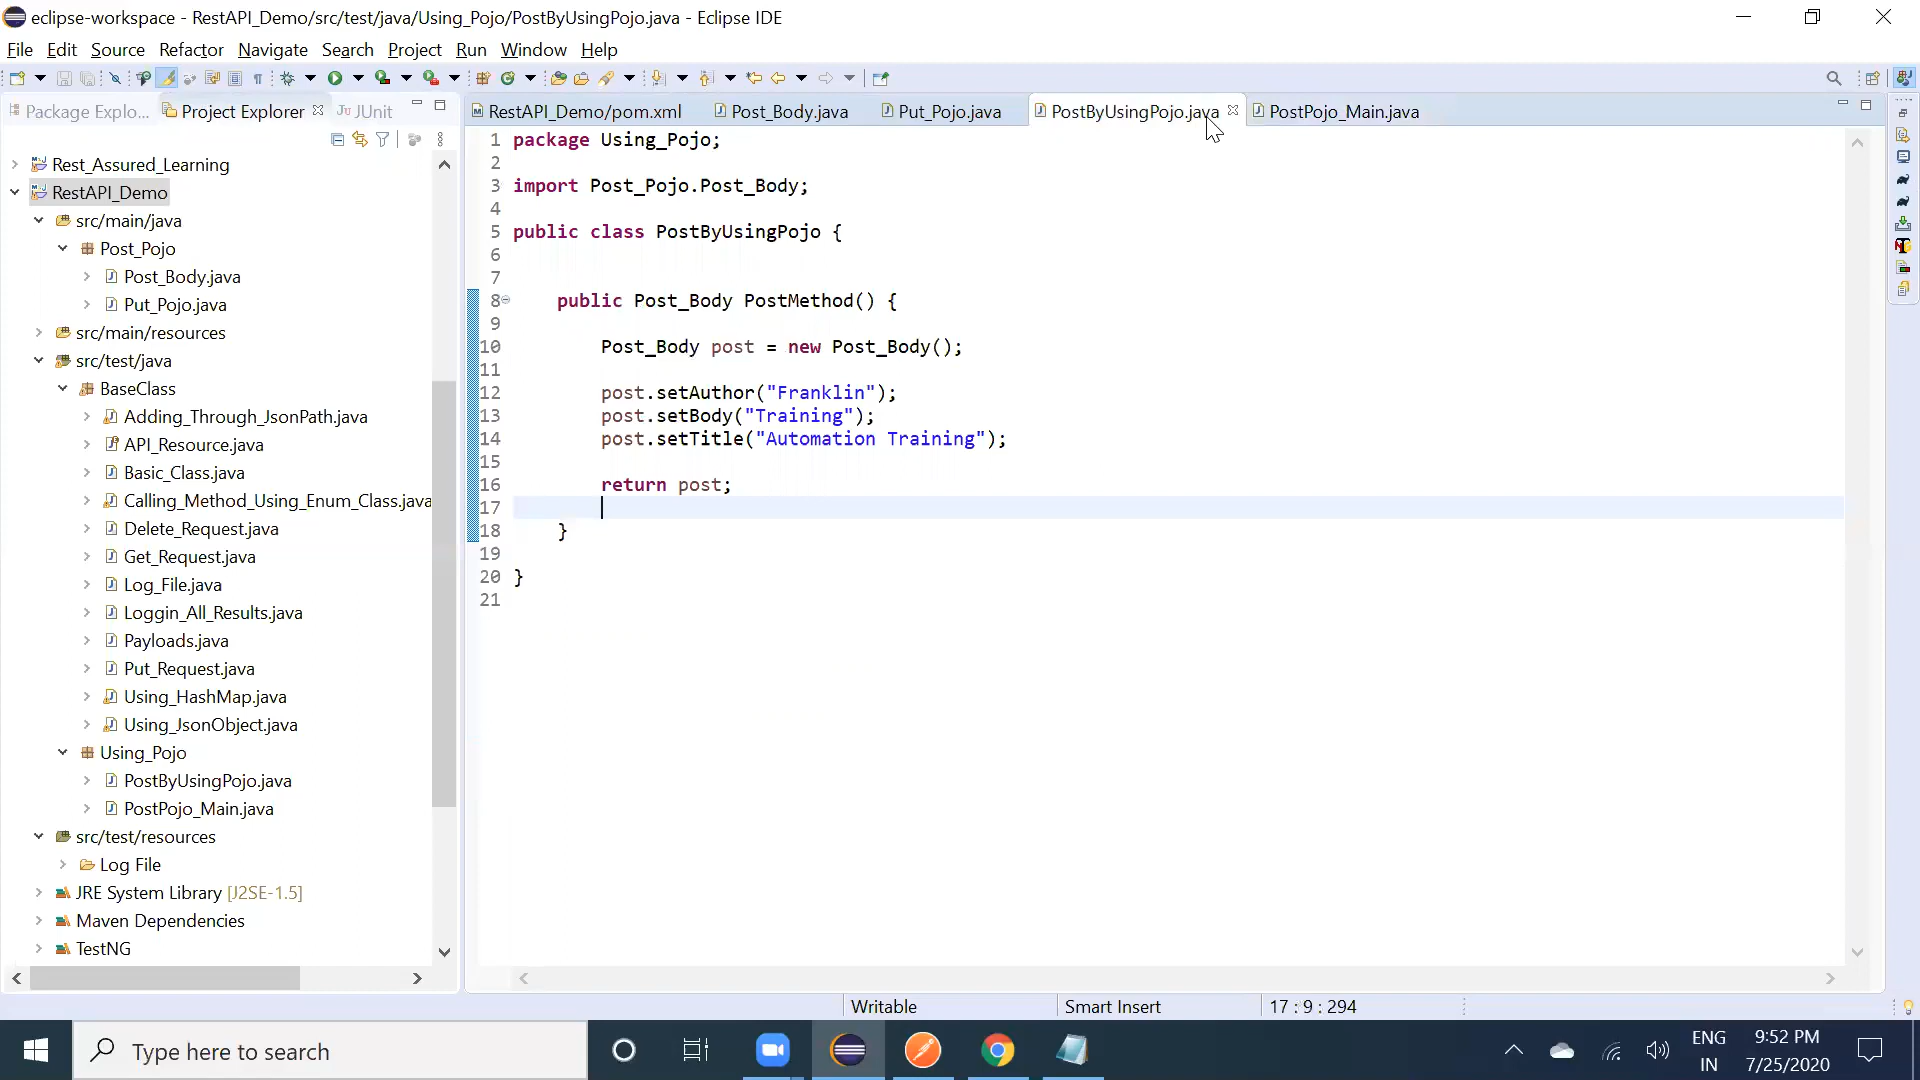 eclipse-workspace - RestAPI_Demo/src/test/java/Using_Pojo/PostByUsingPojo.java - Eclipse IDE
File Edit Source Refactor Navigate Search Project Run Window Help
Package Explo... Project Explorer JUnit
RestAPI_Demo/pom.xml Post_Body.java Put_Pojo.java PostByUsingPojo.java PostPojo_Main.java
Rest_Assured_Learning
RestAPI_Demo
src/main/java
Post_Pojo
Post_Body.java
Put_Pojo.java
src/main/resources
src/test/java
BaseClass
Adding_Through_JsonPath.java
API_Resource.java
Basic_Class.java
Calling_Method_Using_Enum_Class.java
Delete_Request.java
Get_Request.java
Log_File.java
Loggin_All_Results.java
Payloads.java
Put_Request.java
Using_HashMap.java
Using_JsonObject.java
Using_Pojo
PostByUsingPojo.java
PostPojo_Main.java
src/test/resources
Log File
JRE System Library [J2SE-1.5]
Maven Dependencies
TestNG
1 package Using_Pojo;
2
3 import Post_Pojo.Post_Body;
4
5 public class PostByUsingPojo {
6
7
8 public Post_Body PostMethod() {
9
10 Post_Body post = new Post_Body();
11
12 post.setAuthor("Franklin");
13 post.setBody("Training");
14 post.setTitle("Automation Training");
15
16 return post;
17
18 }
19
20 }
21
Writable Smart Insert 17 : 9 : 294
Type here to search
ENG
IN
9:52 PM
7/25/2020